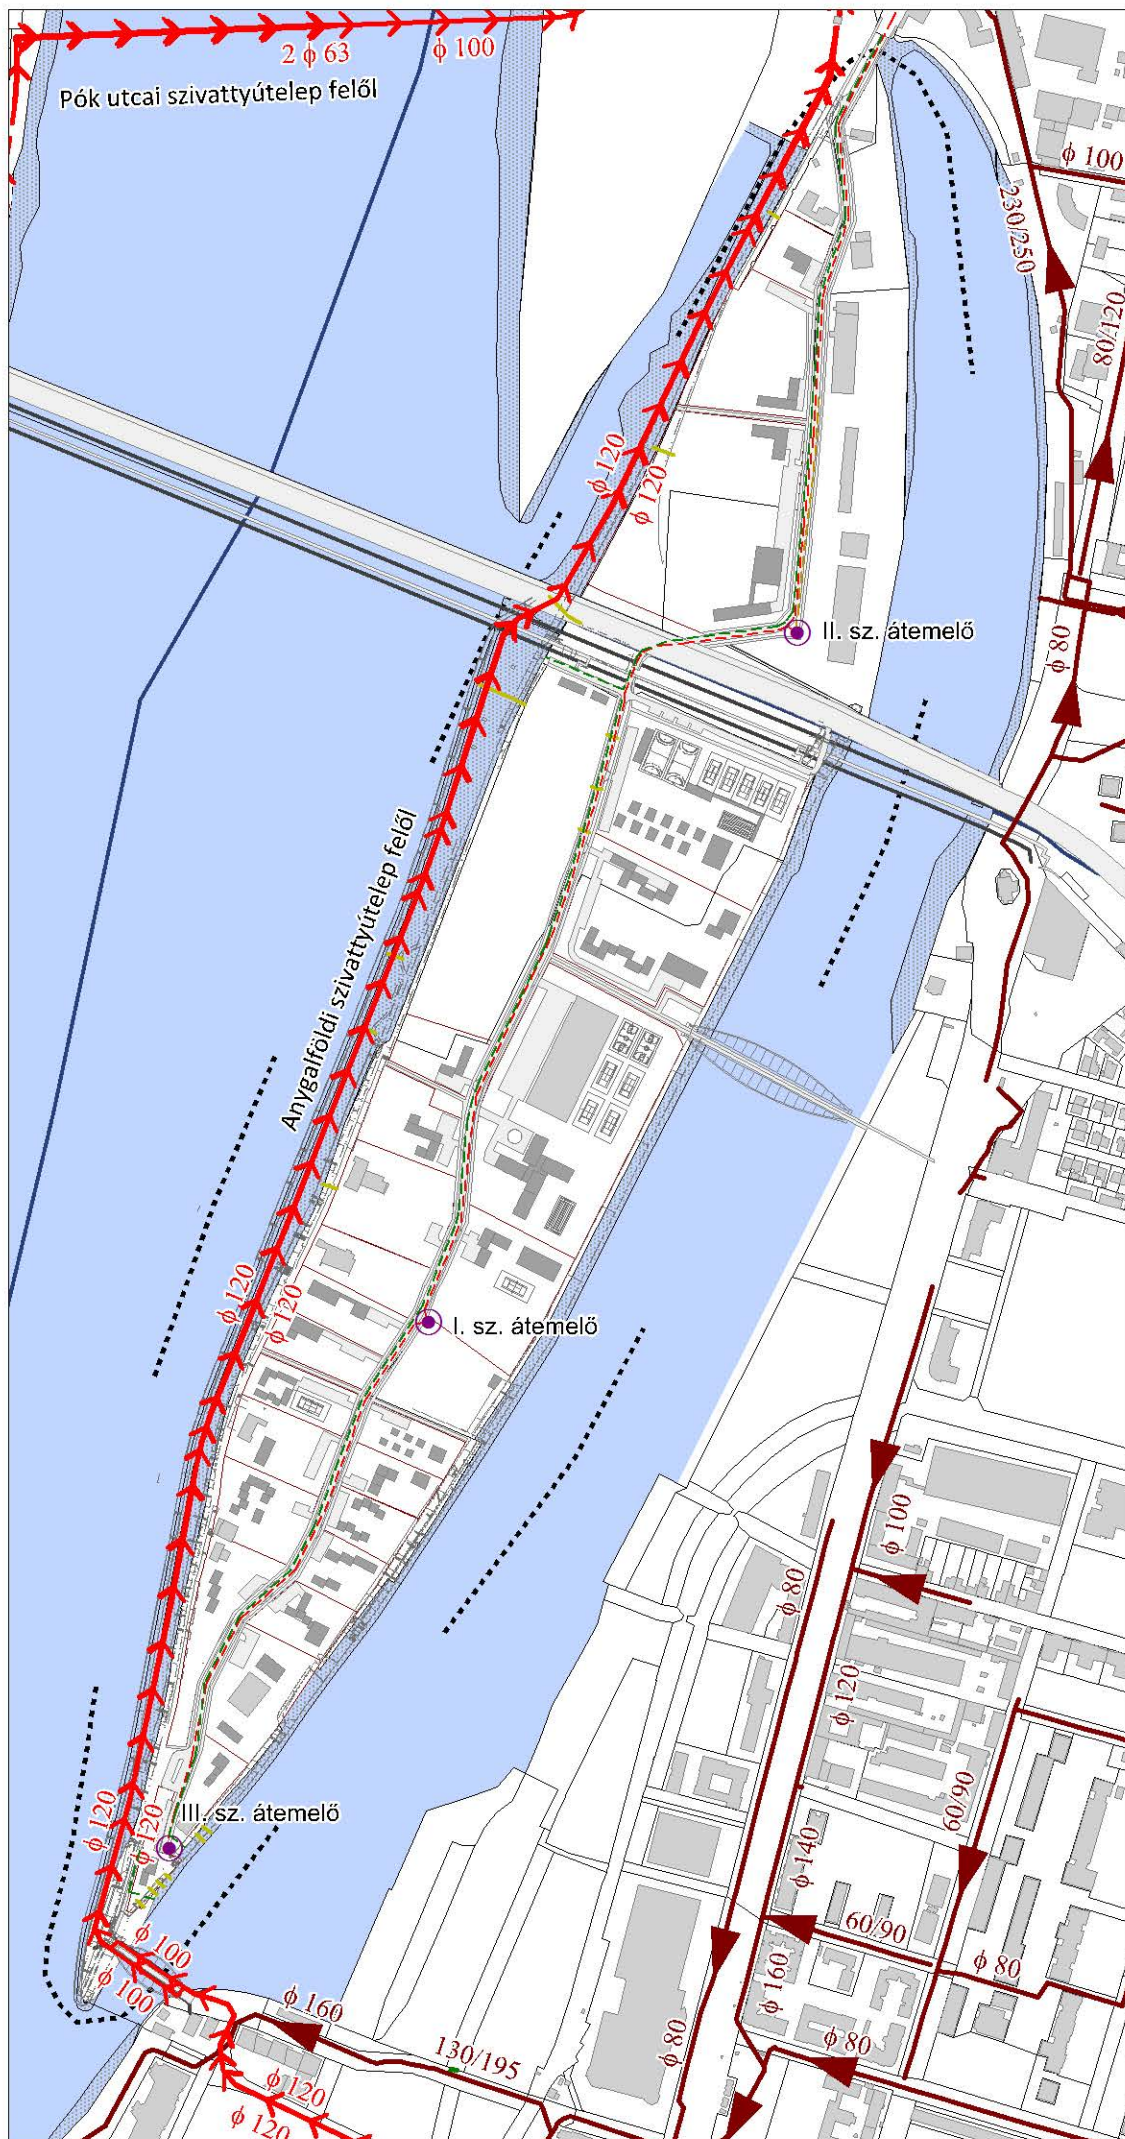 2 ϕ 63
ϕ 100
Pók utcai szivattyútelep felől
ϕ 100
230/250
80/120
ϕ 120
ϕ 120
II. sz. átemelő
ϕ 80
Anygalföldi szivattyútelep felől
ϕ 120
ϕ 120
I. sz. átemelő
ϕ 100
ϕ 80
ϕ 120
III. sz. átemelő
ϕ 120
ϕ 120
60/90
ϕ 140
60/90
ϕ 100
ϕ 100
ϕ 80
ϕ 160
ϕ 160
130/195
ϕ 80
ϕ 80
ϕ 120
ϕ 120